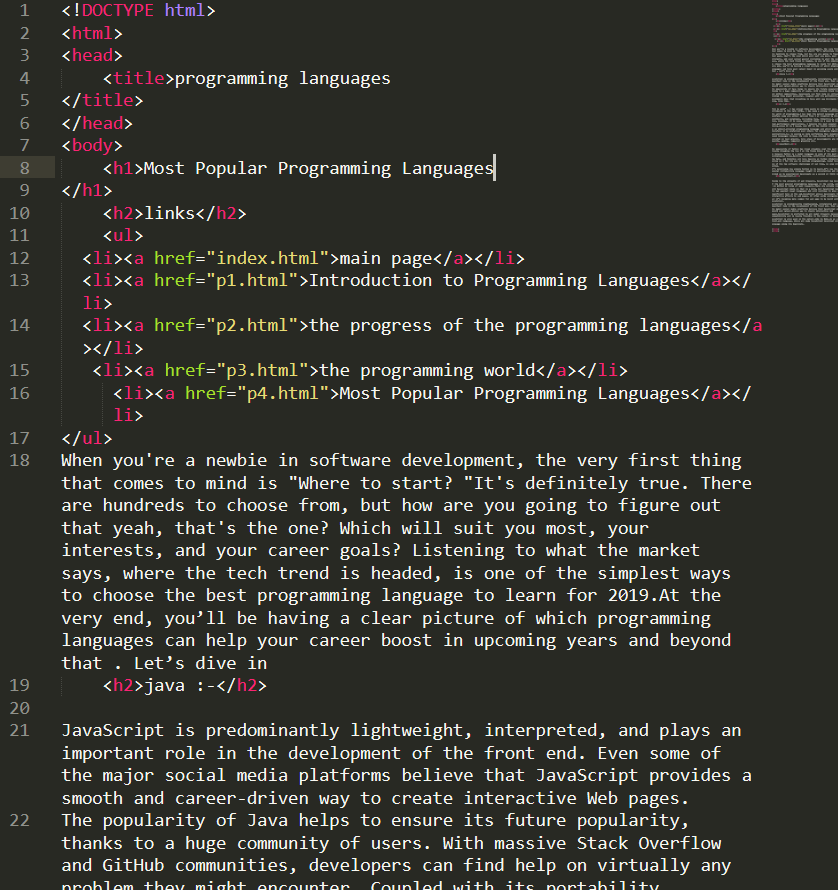 1 <!DOCTYPE html>
2 <html>
3 <head>
4 <title>programming languages
5 </title>
6 </head>
7 <body>
8 <h1>Most Popular Programming Languages
9 </h1>
10 <h2>links</h2>
11 <ul>
12 <li><a href="index.html">main page</a></li>
13 <li><a href="p1.html">Introduction to Programming Languages</a></
li>
14 <li><a href="p2.html">the progress of the programming languages</a
></li>
15 <li><a href="p3.html">the programming world</a></li>
16 <li><a href="p4.html">Most Popular Programming Languages</a></
li>
17 </ul>
18 When you're a newbie in software development, the very first thing
that comes to mind is "Where to start? "It's definitely true. There
are hundreds to choose from, but how are you going to figure out
that yeah, that's the one? Which will suit you most, your
interests, and your career goals? Listening to what the market
says, where the tech trend is headed, is one of the simplest ways
to choose the best programming language to learn for 2019.At the
very end, you’ll be having a clear picture of which programming
languages can help your career boost in upcoming years and beyond
that . Let’s dive in
19 <h2>java :-</h2>
20
21 JavaScript is predominantly lightweight, interpreted, and plays an
important role in the development of the front end. Even some of
the major social media platforms believe that JavaScript provides a
smooth and career-driven way to create interactive Web pages.
22 The popularity of Java helps to ensure its future popularity,
thanks to a huge community of users. With massive Stack Overflow
and GitHub communities, developers can find help on virtually any
problem they might encounter. Coupled with its portability